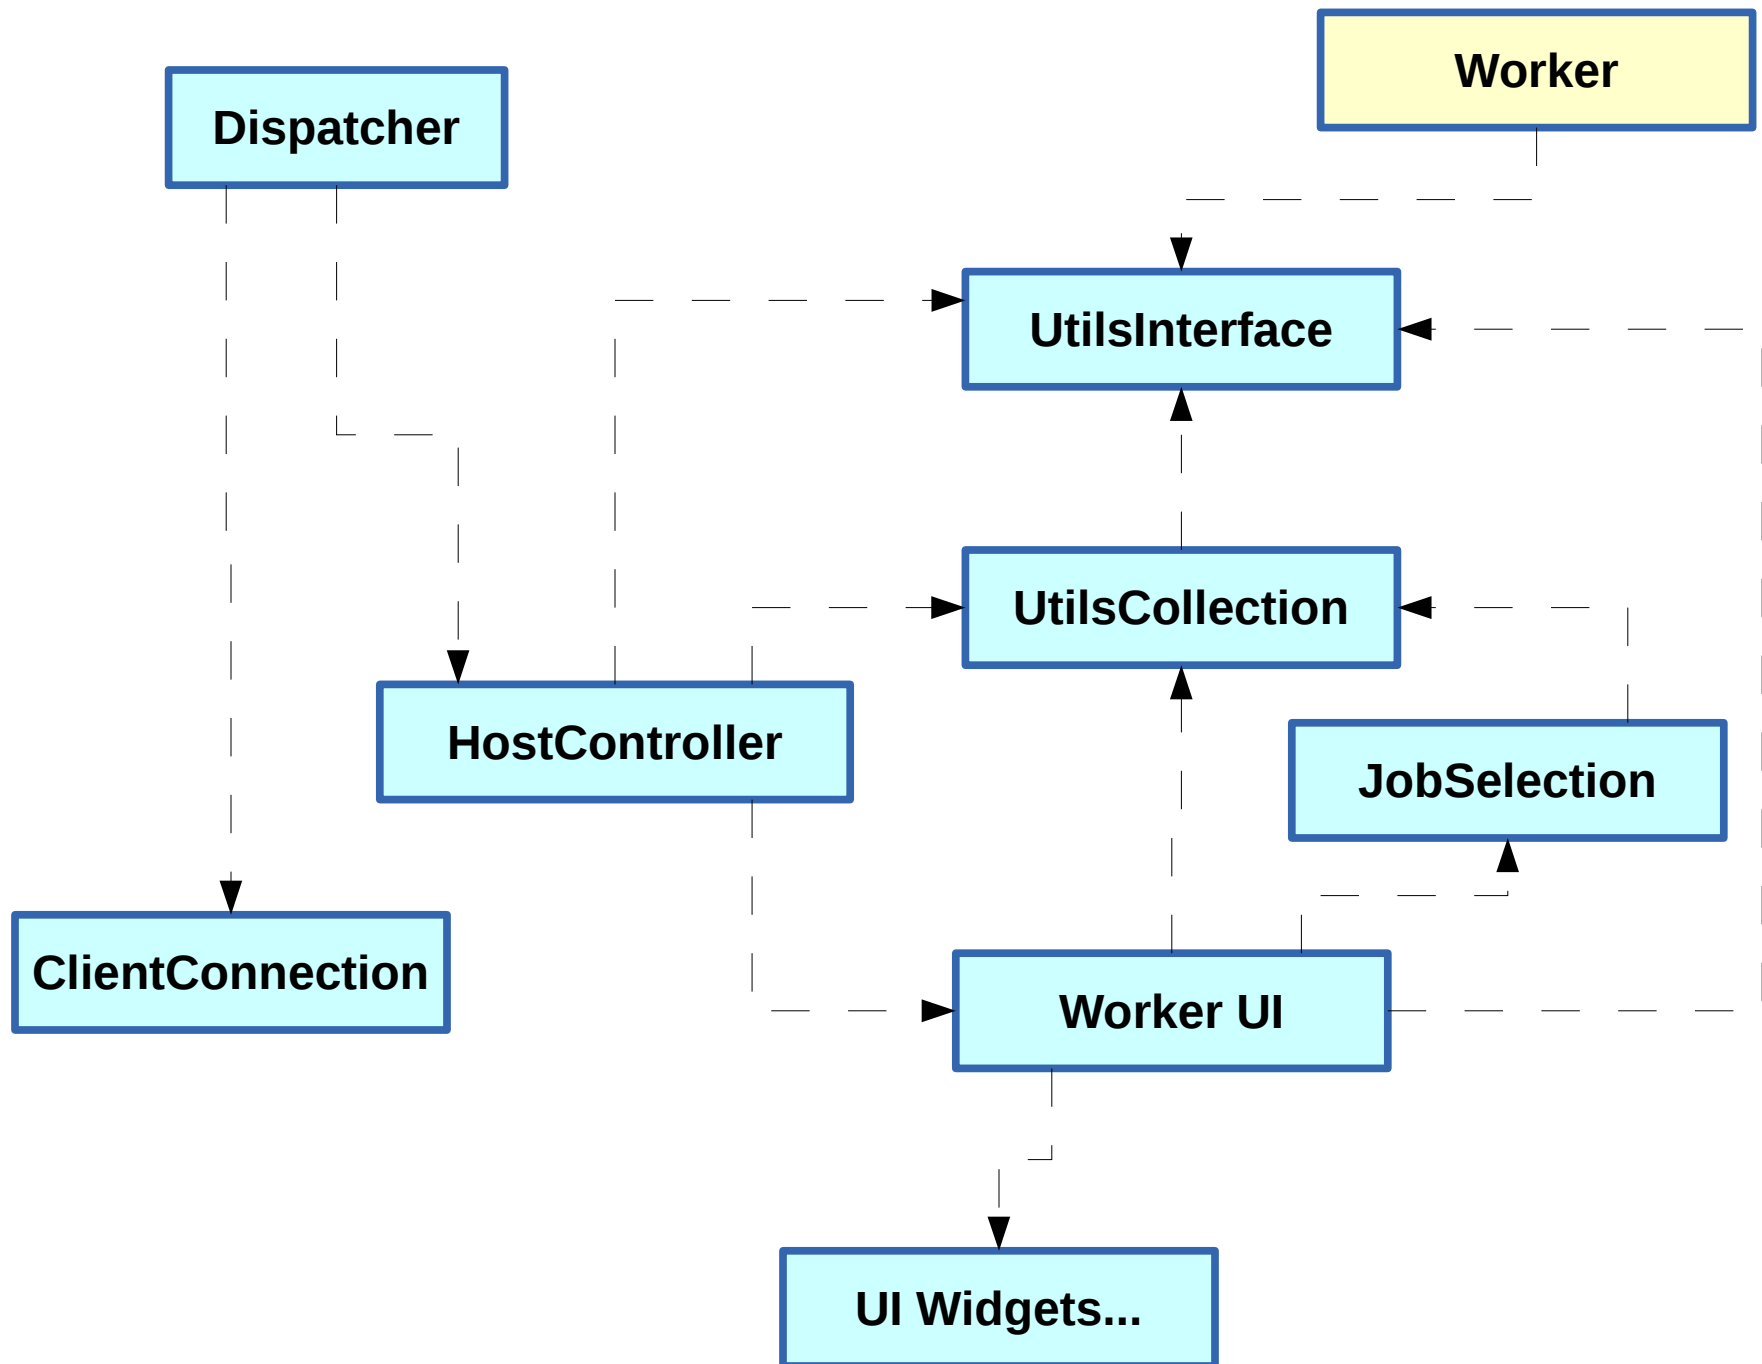 Worker
Dispatcher
UtilsInterface
UtilsCollection
HostController
JobSelection
ClientConnection
Worker UI
UI Widgets...